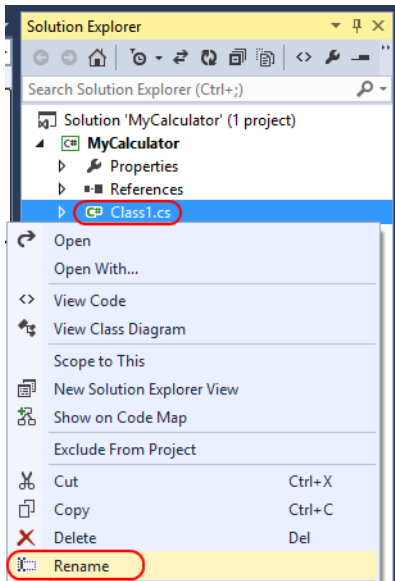 Solution Explorer
Search Solution Explorer (Ctrl+;)
Solution 'MyCalculator' (1 project)
C# MyCalculator
Properties
References
C# Class1.cs
Open
Open With...
View Code
View Class Diagram
Scope to This
New Solution Explorer View
Show on Code Map
Exclude From Project
Cut Ctrl+X
Copy Ctrl+C
Delete Del
Rename